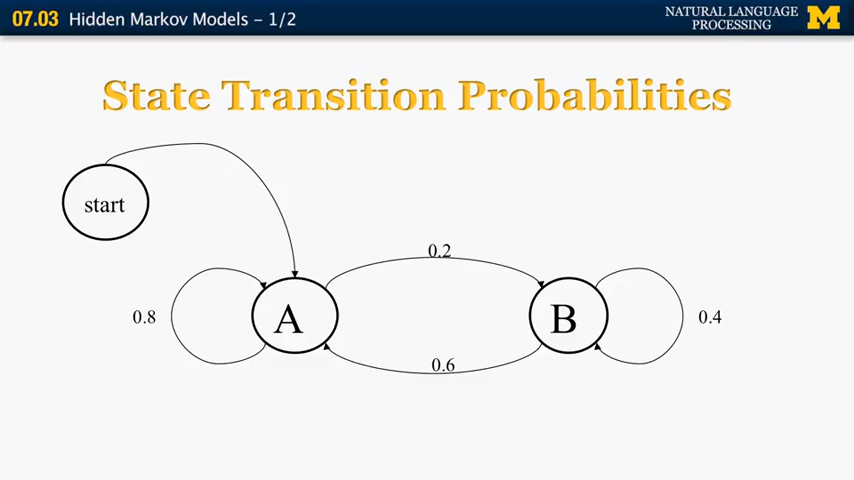 07.03 Hidden Markov Models – 1/2
NATURAL LANGUAGE
PROCESSING
M
State Transition Probabilities
start
0.2
0.8
A
B
0.4
0.6